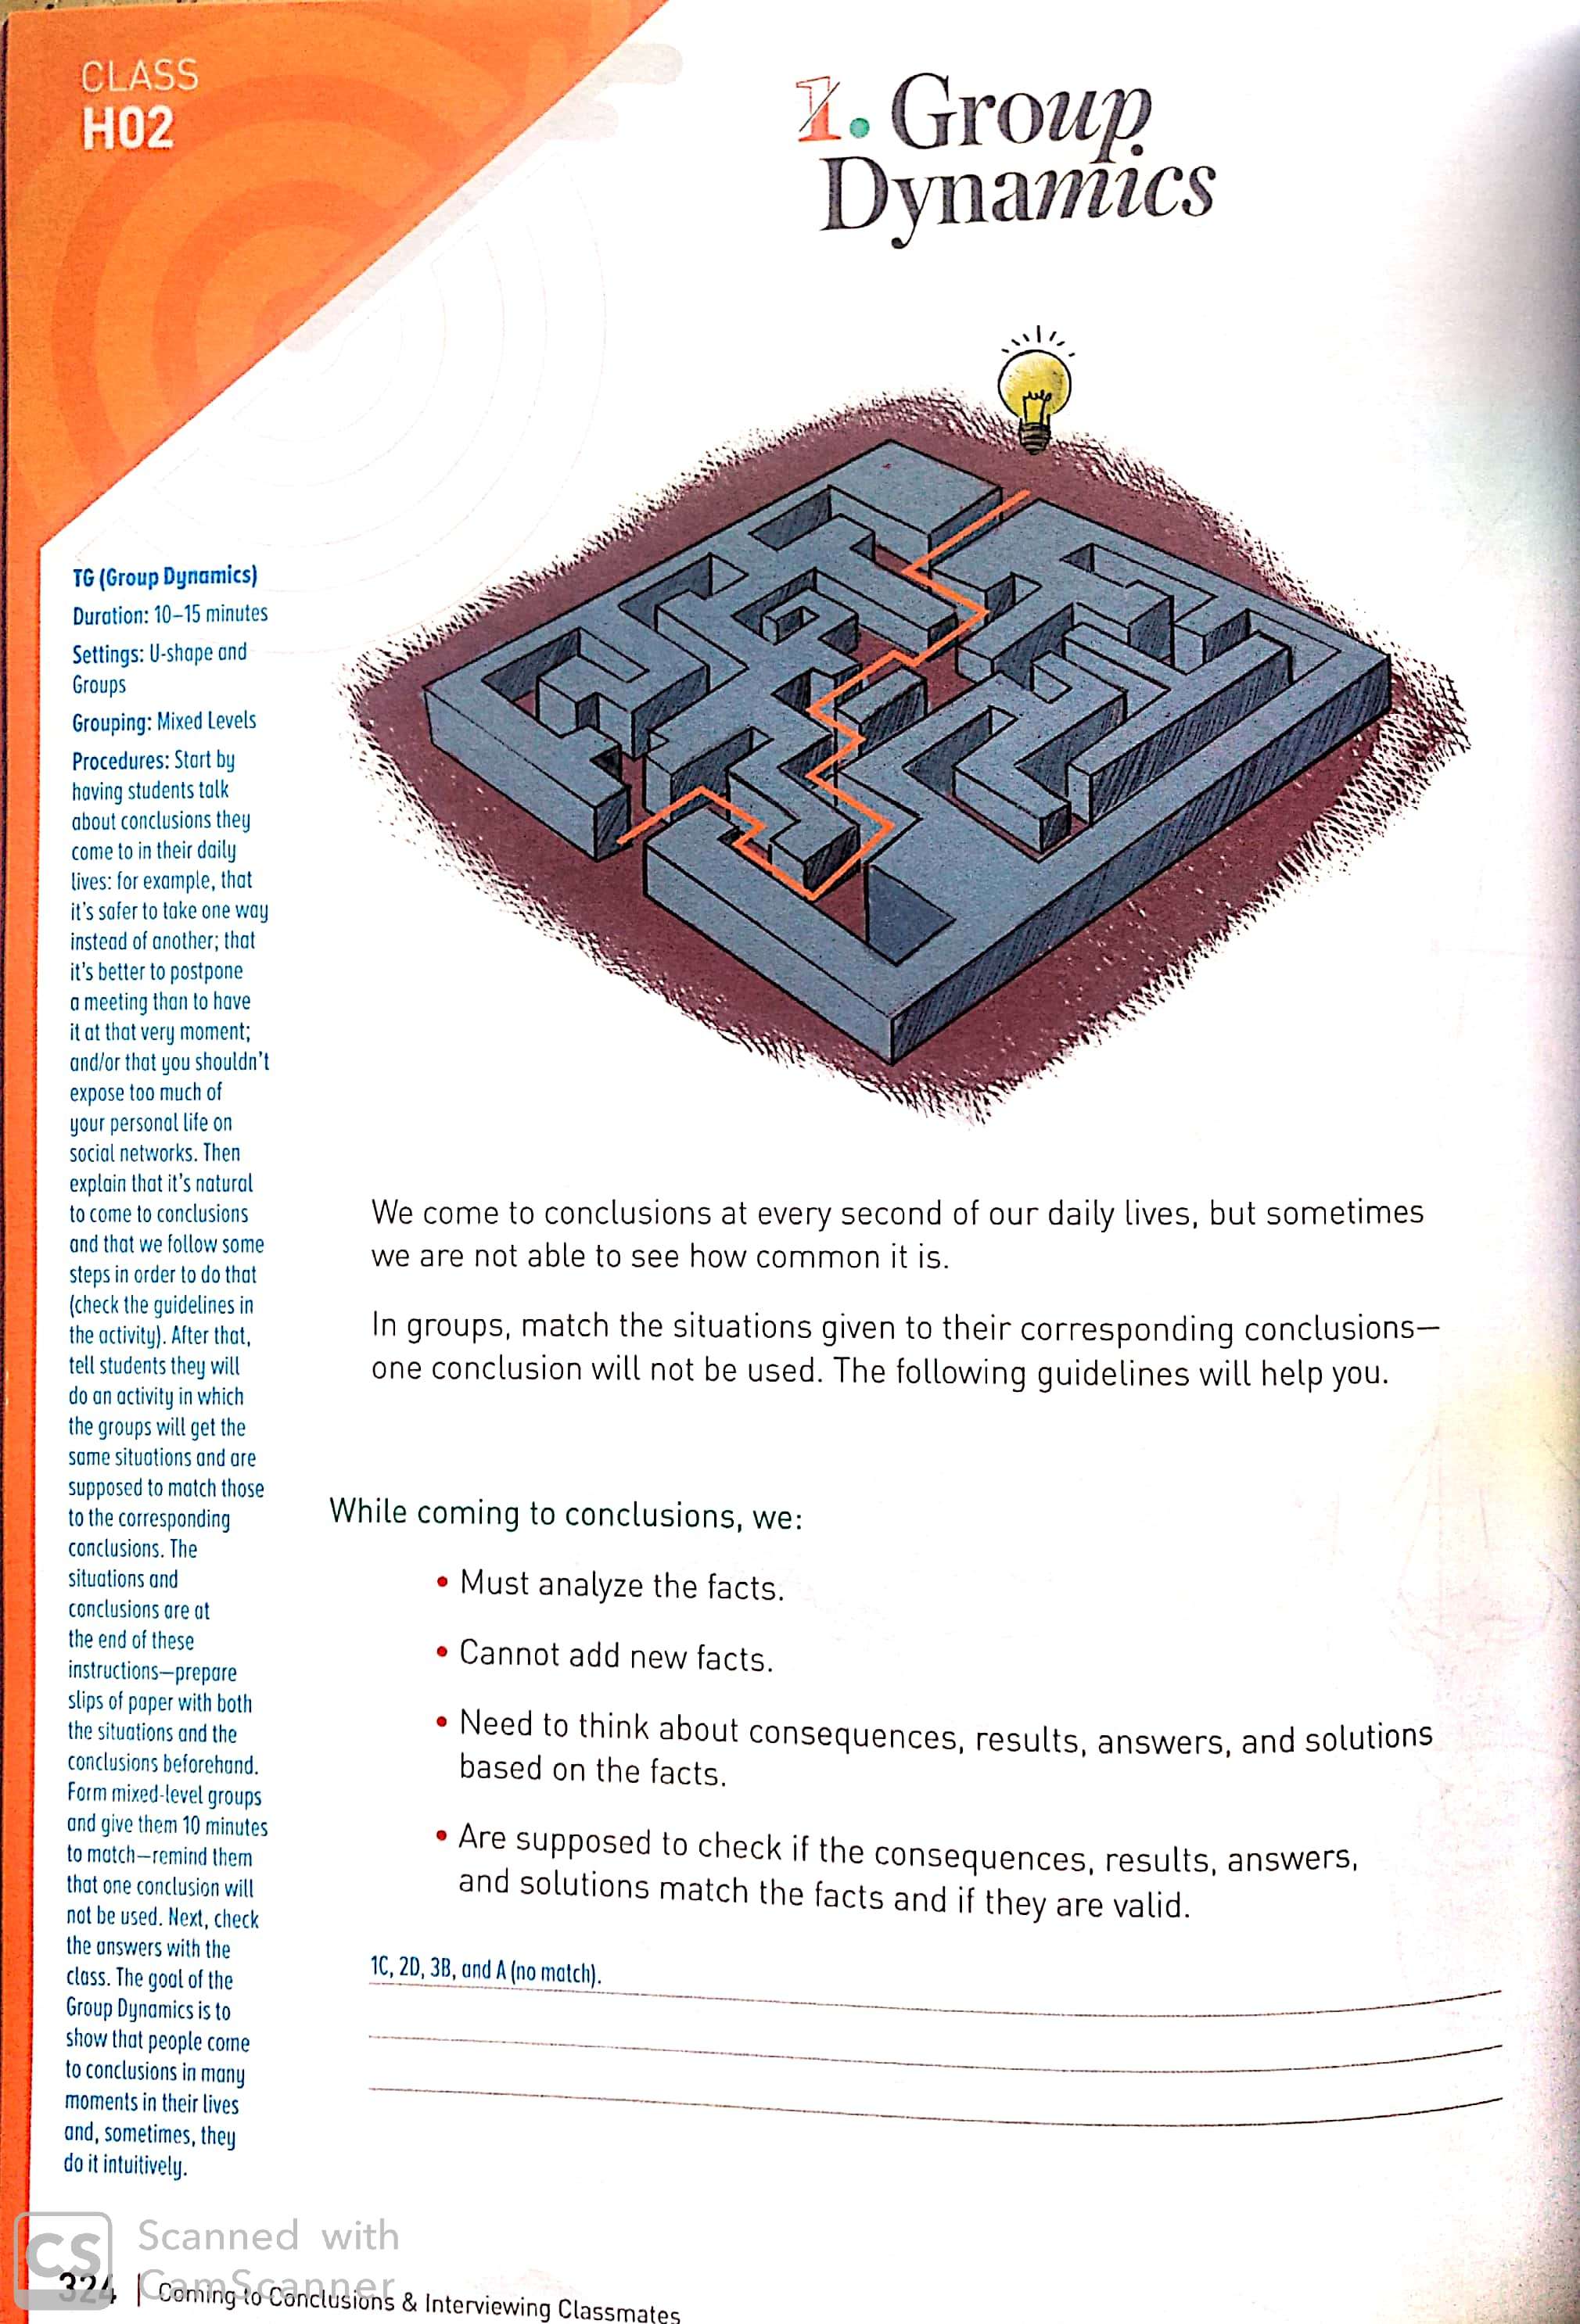 CLASS
H02
1. Group
Dynamics
TG (Group Dynamics)
Duration: 10–15 minutes
Settings: U-shape and
Groups
Grouping: Mixed Levels
Procedures: Start by
having students talk
about conclusions they
come to in their daily
lives: for example, that
it's safer to take one way
instead of another; that
it's better to postpone
a meeting than to have
it at that very moment;
and/or that you shouldn't
expose too much of
your personal life on
social networks. Then
explain that it's natural
to come to conclusions
and that we follow some
steps in order to do that
(check the guidelines in
the activity). After that,
tell students they will
do an activity in which
the groups will get the
same situations and are
supposed to match those
to the corresponding
conclusions. The
situations and
conclusions are at
the end of these
instructions—prepare
slips of paper with both
the situations and the
conclusions beforehand.
Form mixed-level groups
and give them 10 minutes
to match—remind them
that one conclusion will
not be used. Next, check
the answers with the
class. The goal of the
Group Dynamics is to
show that people come
to conclusions in many
moments in their lives
and, sometimes, they
do it intuitively.
We come to conclusions at every second of our daily lives, but sometimes
we are not able to see how common it is.
In groups, match the situations given to their corresponding conclusions—
one conclusion will not be used. The following guidelines will help you.
While coming to conclusions, we:
• Must analyze the facts.
• Cannot add new facts.
• Need to think about consequences, results, answers, and solutions
based on the facts.
• Are supposed to check if the consequences, results, answers,
and solutions match the facts and if they are valid.
1C, 2D, 3B, and A (no match).
CS Scanned with
CamScanner
324 | Coming to Conclusions & Interviewing Classmates